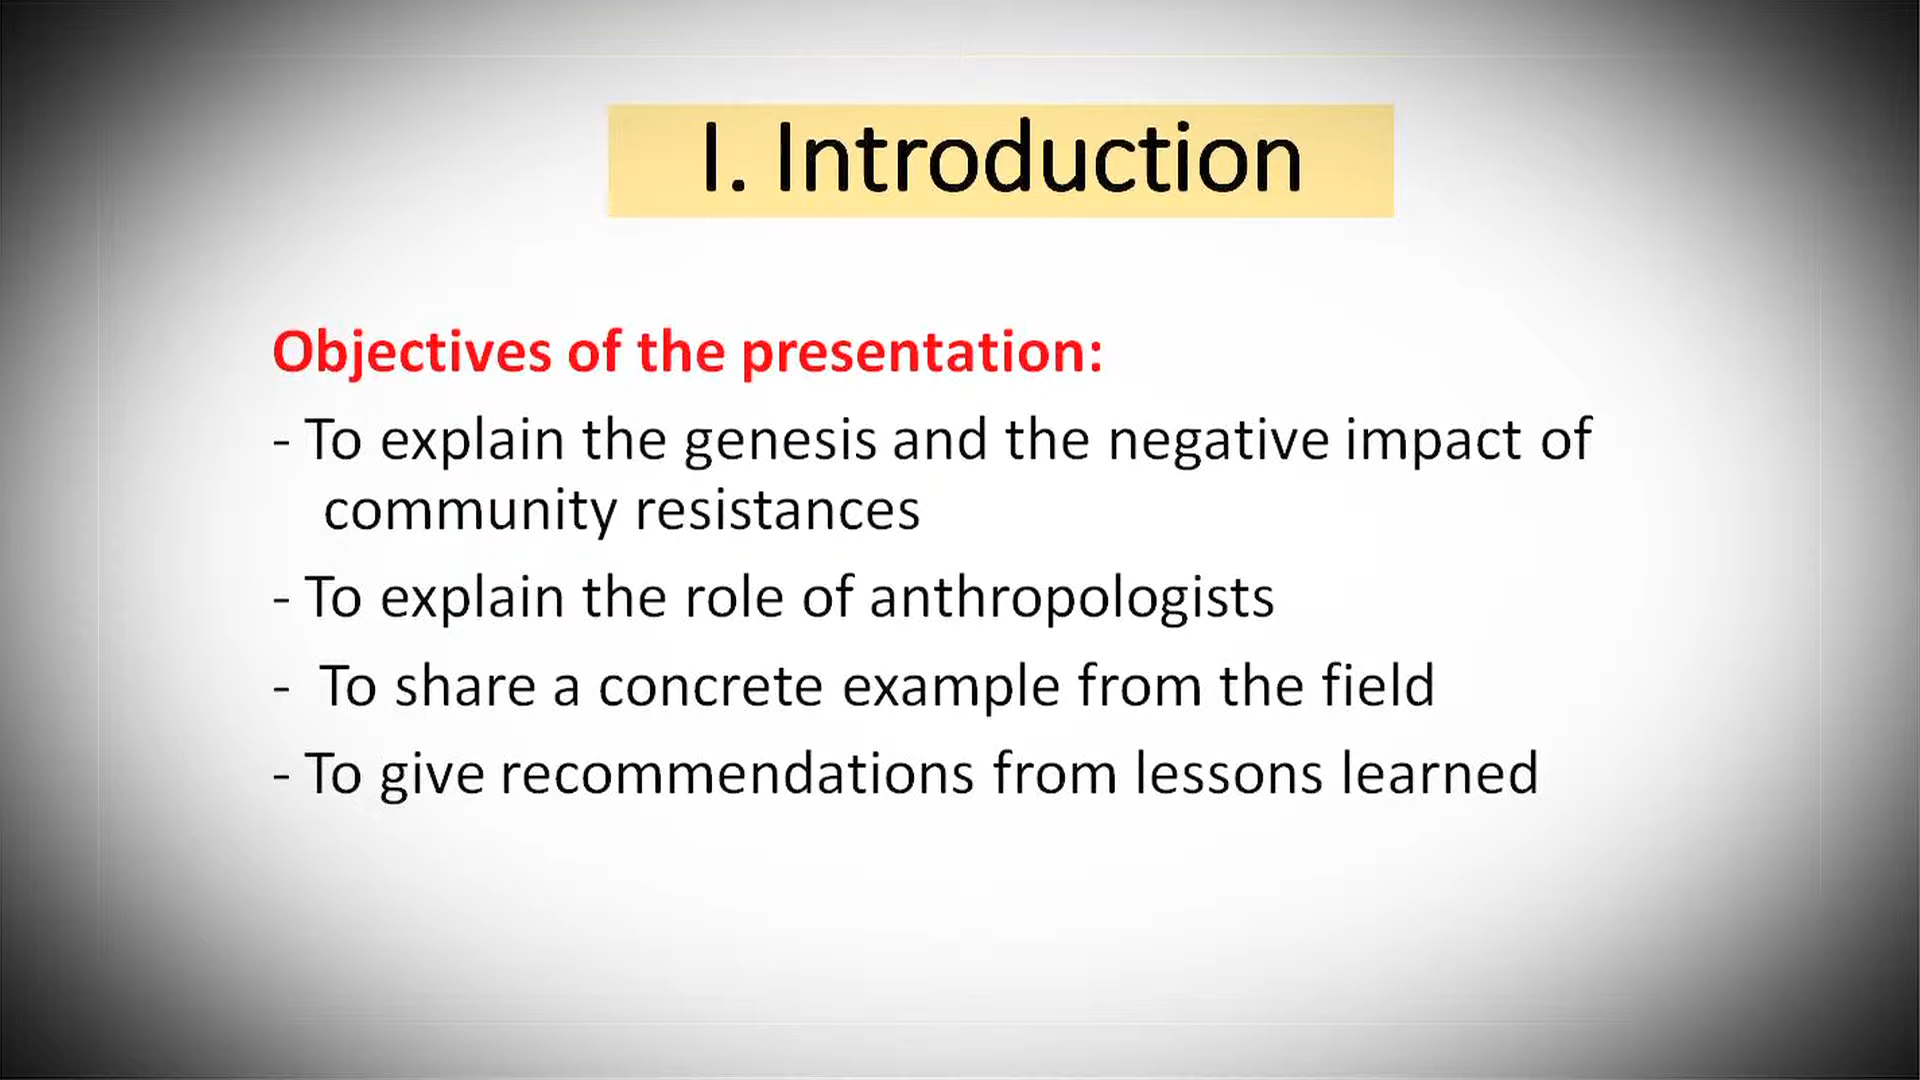 I. Introduction
Objectives of the presentation:
- To explain the genesis and the negative impact of
community resistances
- To explain the role of anthropologists
- To share a concrete example from the field
- To give recommendations from lessons learned